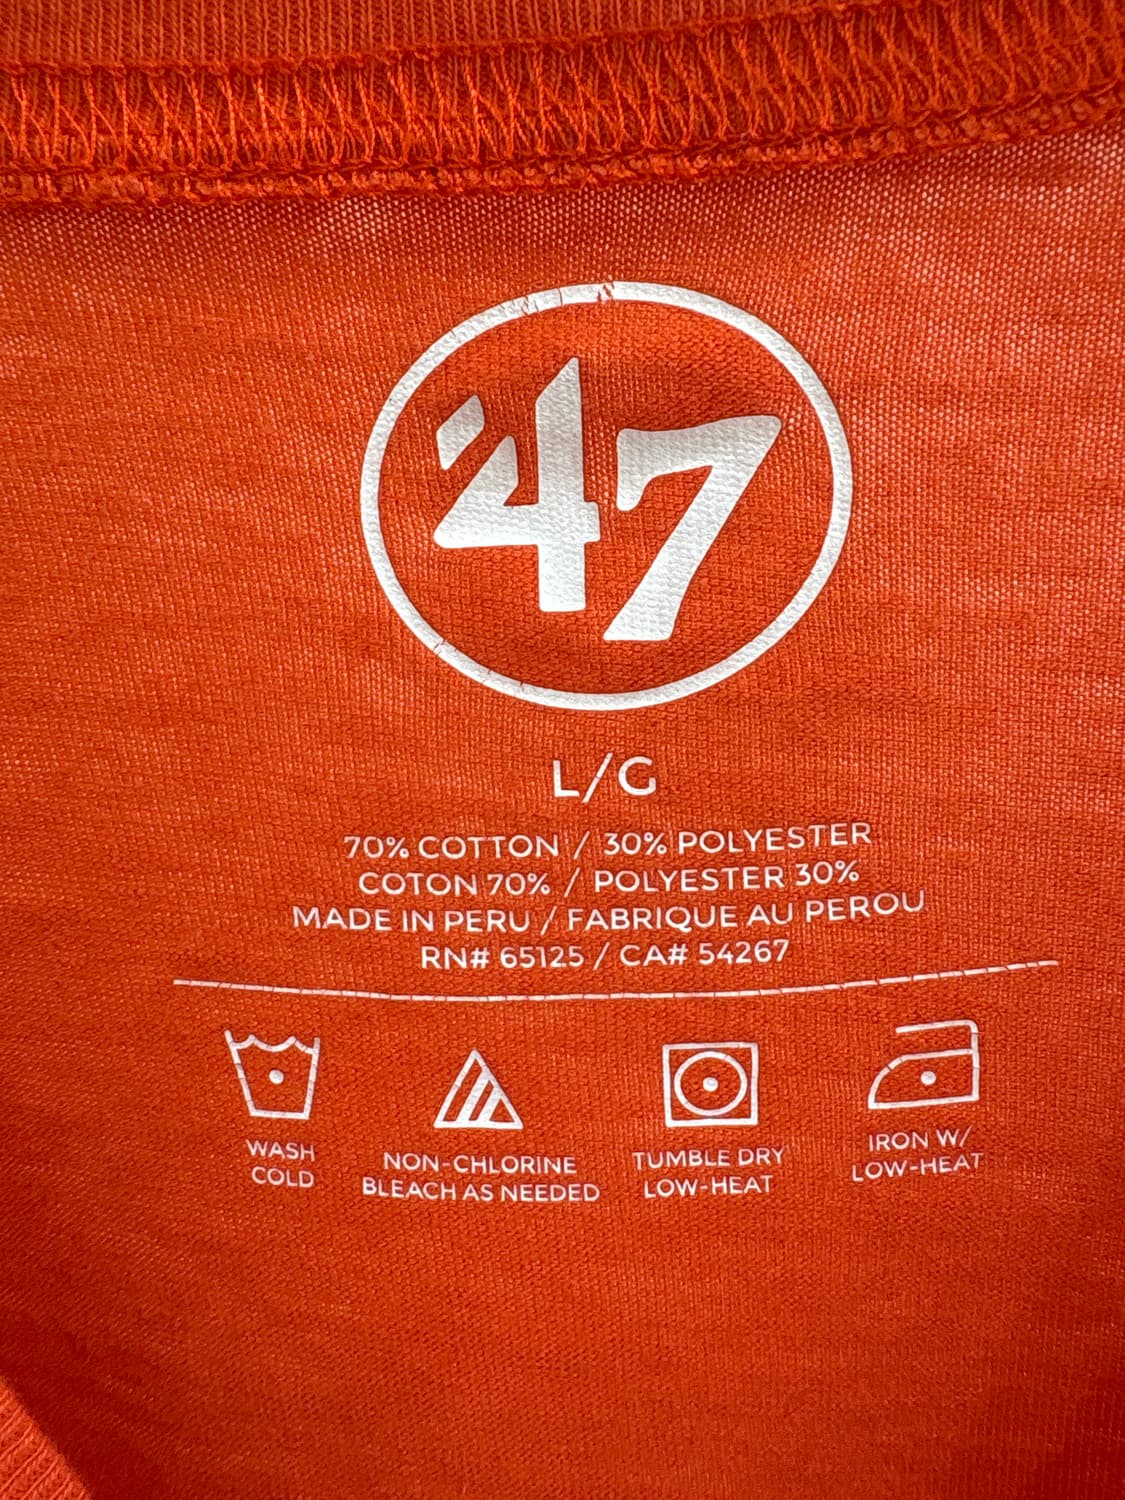 '47
L/G
70% COTTON / 30% POLYESTER
COTON 70% / POLYESTER 30%
MADE IN PERU / FABRIQUE AU PEROU
RN# 65125 / CA# 54267
WASH
COLD
NON-CHLORINE
BLEACH AS NEEDED
TUMBLE DRY
LOW-HEAT
IRON W/
LOW-HEAT